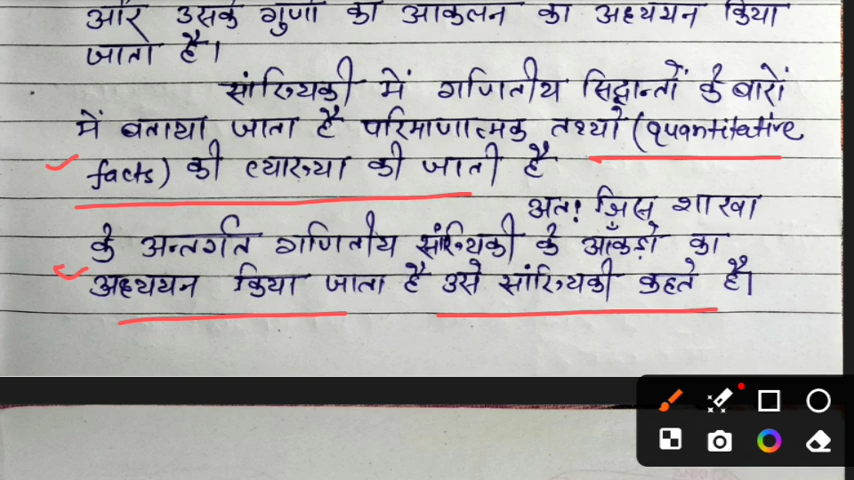 और उसके गुणों का आकलन का अध्ययन किया
जाता है।
सांख्यिकी में गणितीय सिद्वान्तों के बारों
में बताया जाता है परिमाणात्मक तथ्यों (quantitative
facts) की व्याख्या की जाती है
अत! जिस शाखा
के अन्तर्गत गणितीय सांख्यिकी के आँकड़ो का
अध्ययन किया जाता है उसे सांख्यिकी कहते है।